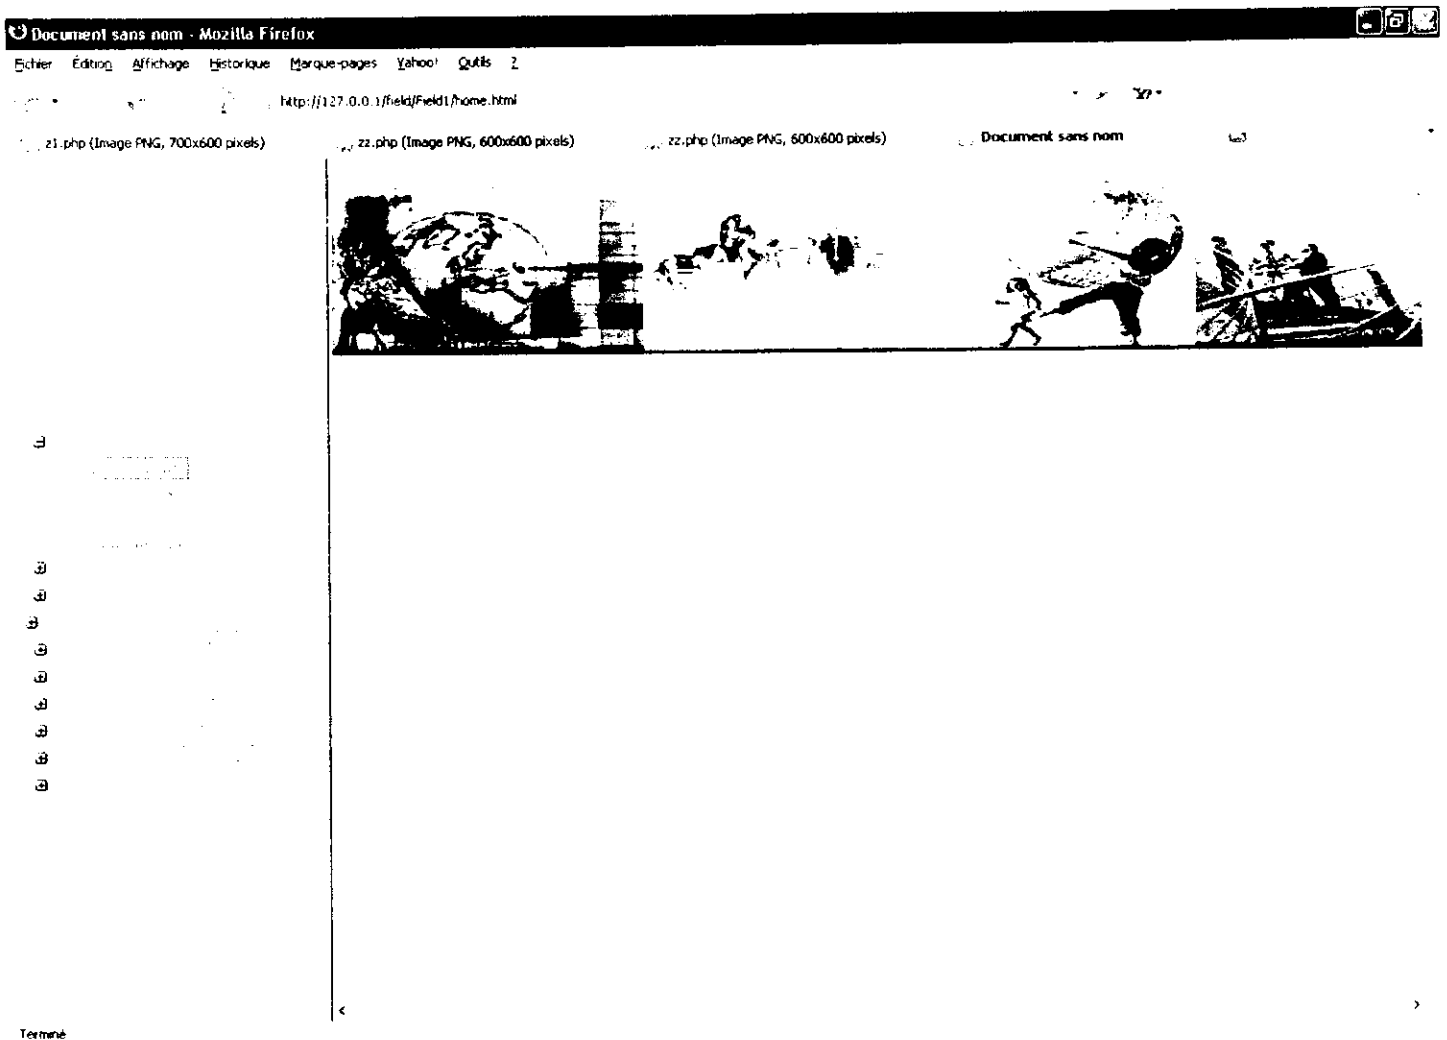 Document sans nom - Mozilla Firefox
Fichier Édition Affichage Historique Marque-pages Yahoo! Outils ?
http://127.0.0.1/field/Field1/home.html
z1.php (Image PNG, 700x600 pixels) zz.php (Image PNG, 600x600 pixels) zz.php (Image PNG, 600x600 pixels) Document sans nom
Terminé